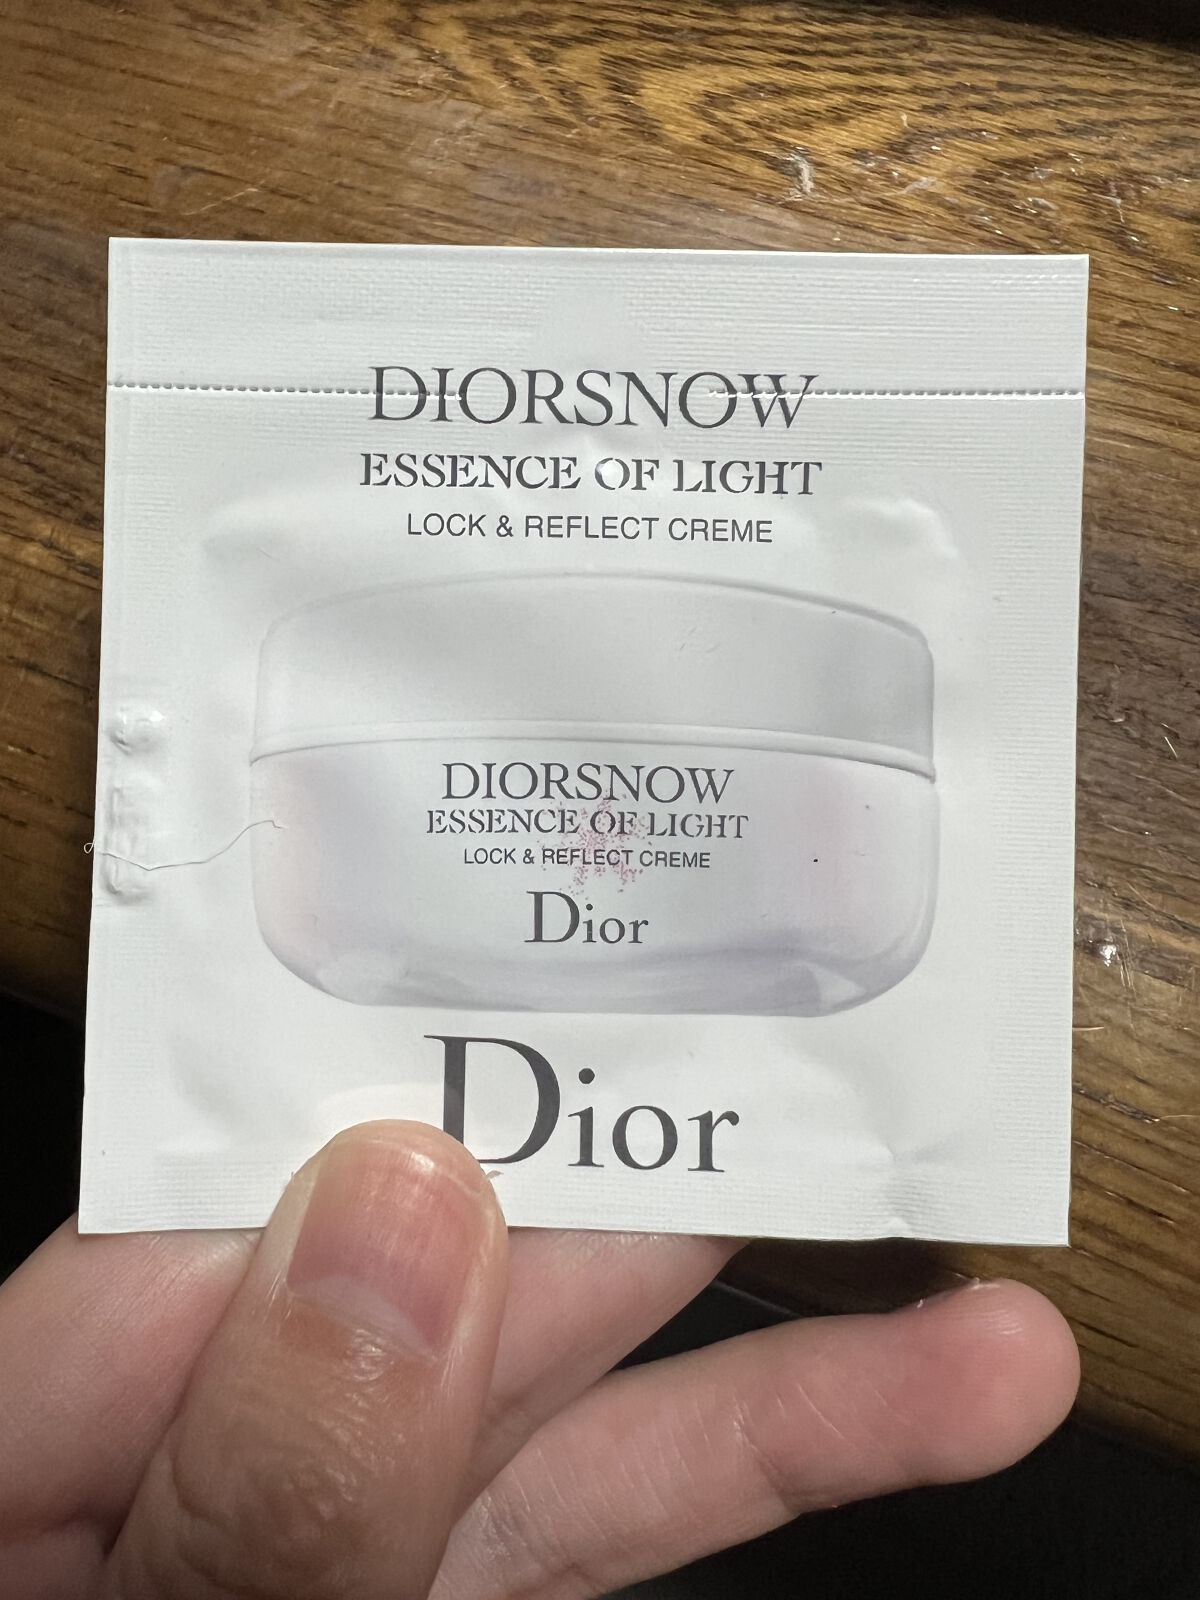 DIORSNOW
ESSENCE OF LIGHT
LOCK & REFLECT CREME
DIORSNOW
ESSENCE OF LIGHT
LOCK & REFLECT CREME
Dior
Dior